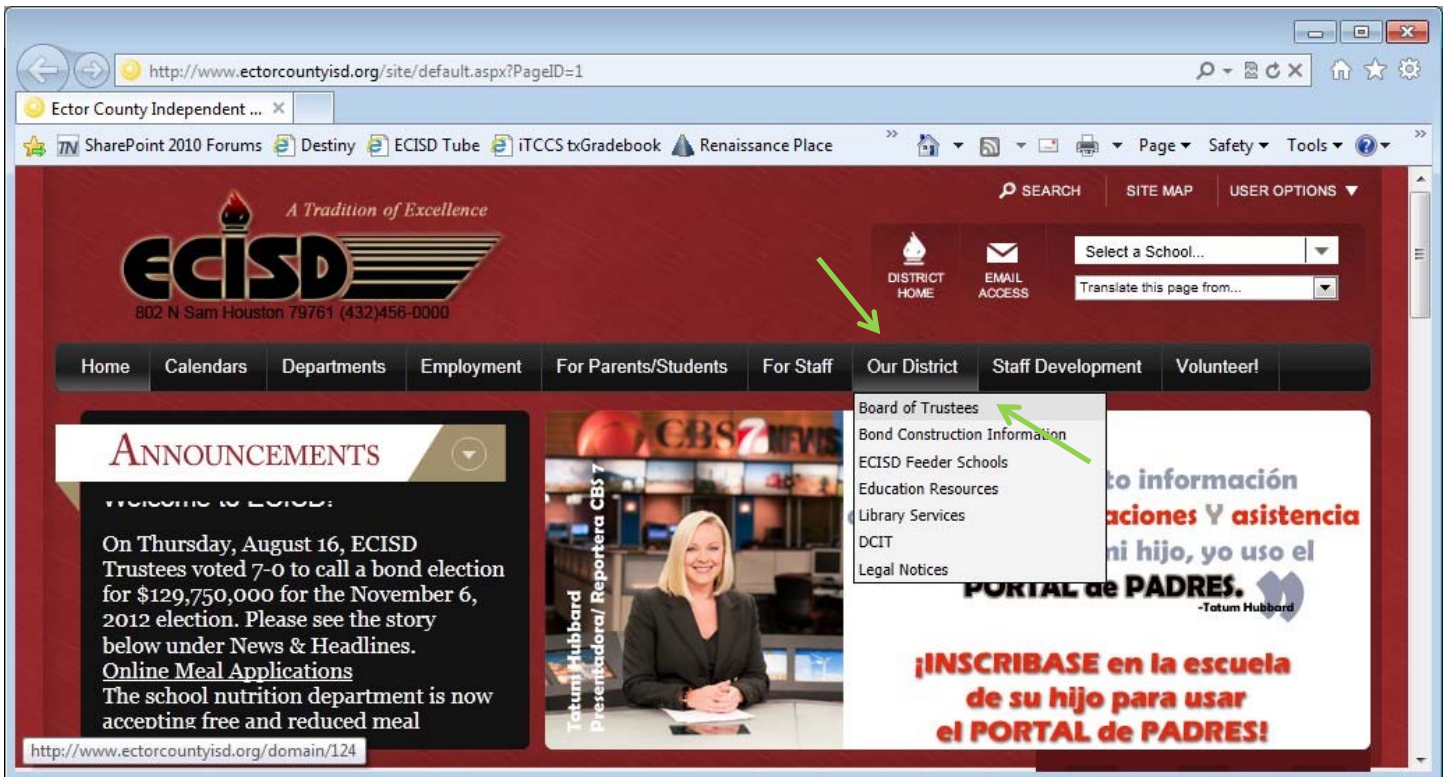 http://www.ectorcountyisd.org/site/default.aspx?PageID=1
Ector County Independent ...
SharePoint 2010 Forums Destiny ECISD Tube iTCCS txGradebook Renaissance Place
Page Safety Tools
SEARCH SITE MAP USER OPTIONS
A Tradition of Excellence
ECISD
802 N Sam Houston 79761 (432)456-0000
DISTRICT HOME
EMAIL ACCESS
Select a School...
Translate this page from...
Home Calendars Departments Employment For Parents/Students For Staff Our District Staff Development Volunteer!
Board of Trustees
Bond Construction Information
ECISD Feeder Schools
Education Resources
Library Services
DCIT
Legal Notices
ANNOUNCEMENTS
Welcome to ECISD!
On Thursday, August 16, ECISD
Trustees voted 7-0 to call a bond election
for $129,750,000 for the November 6,
2012 election. Please see the story
below under News & Headlines.
Online Meal Applications
The school nutrition department is now
accepting free and reduced meal
CBS 7 NEWS
Tatum Hubbard
Presentadora/ Reportera CBS 7
to información
aciones Y asistencia
mi hijo, yo uso el
PORTAL de PADRES.
-Tatum Hubbard
¡INSCRIBASE en la escuela
de su hijo para usar
el PORTAL de PADRES!
http://www.ectorcountyisd.org/domain/124